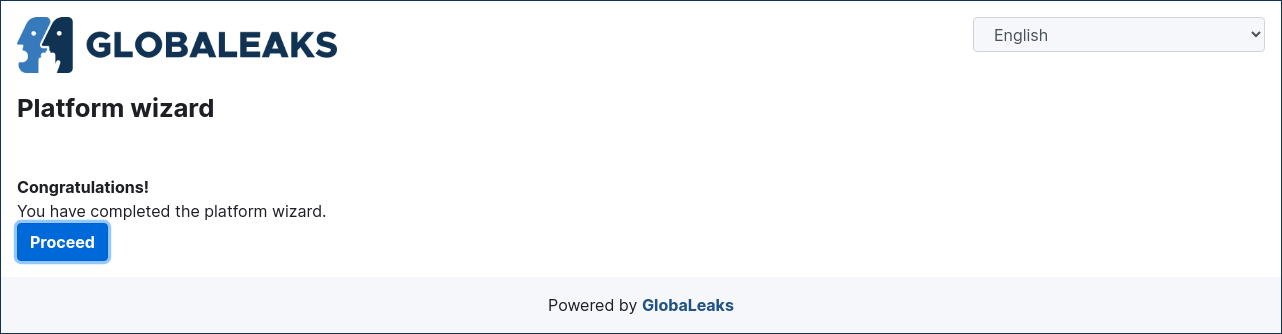 GLOBALEAKS
English
Platform wizard
Congratulations!
You have completed the platform wizard.
Proceed
Powered by GlobaLeaks